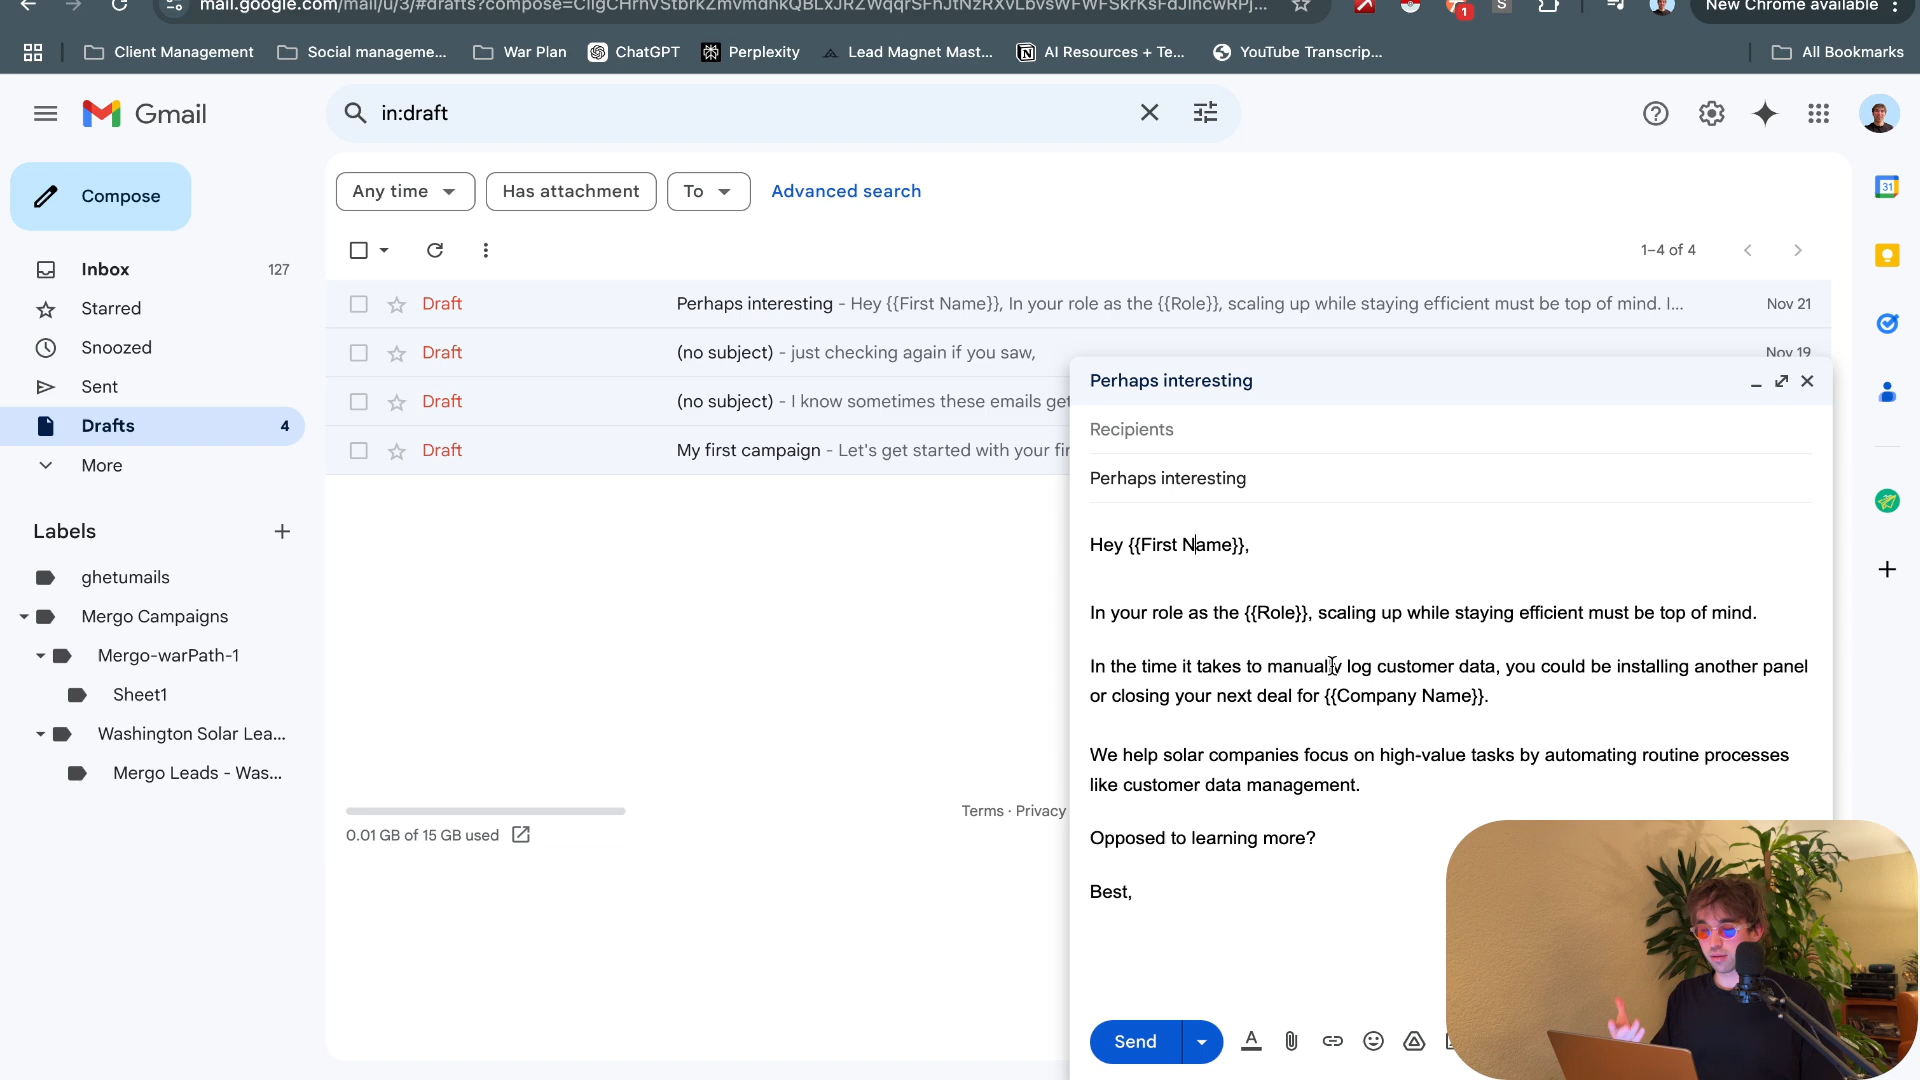 New Chrome available
Client Management
Social manageme...
War Plan
ChatGPT
Perplexity
Lead Magnet Mast...
AI Resources + Te...
YouTube Transcrip...
All Bookmarks
1
Gmail
in:draft
31
Compose
Any time
Has attachment
To
Advanced search
1–4 of 4
Inbox 127
Starred
Snoozed
Sent
Drafts 4
More
Labels
ghetumails
Mergo Campaigns
Mergo-warPath-1
Sheet1
Washington Solar Lea...
Mergo Leads - Was...
Draft Perhaps interesting - Hey {{First Name}}, In your role as the {{Role}}, scaling up while staying efficient must be top of mind. I... Nov 21
Draft (no subject) - just checking again if you saw, Nov 19
Draft (no subject) - I know sometimes these emails get
Draft My first campaign - Let's get started with your fir
0.01 GB of 15 GB used
Terms · Privacy
Perhaps interesting
Recipients
Perhaps interesting
Hey {{First Name}},
In your role as the {{Role}}, scaling up while staying efficient must be top of mind.
In the time it takes to manually log customer data, you could be installing another panel
or closing your next deal for {{Company Name}}.
We help solar companies focus on high-value tasks by automating routine processes
like customer data management.
Opposed to learning more?
Best,
Send